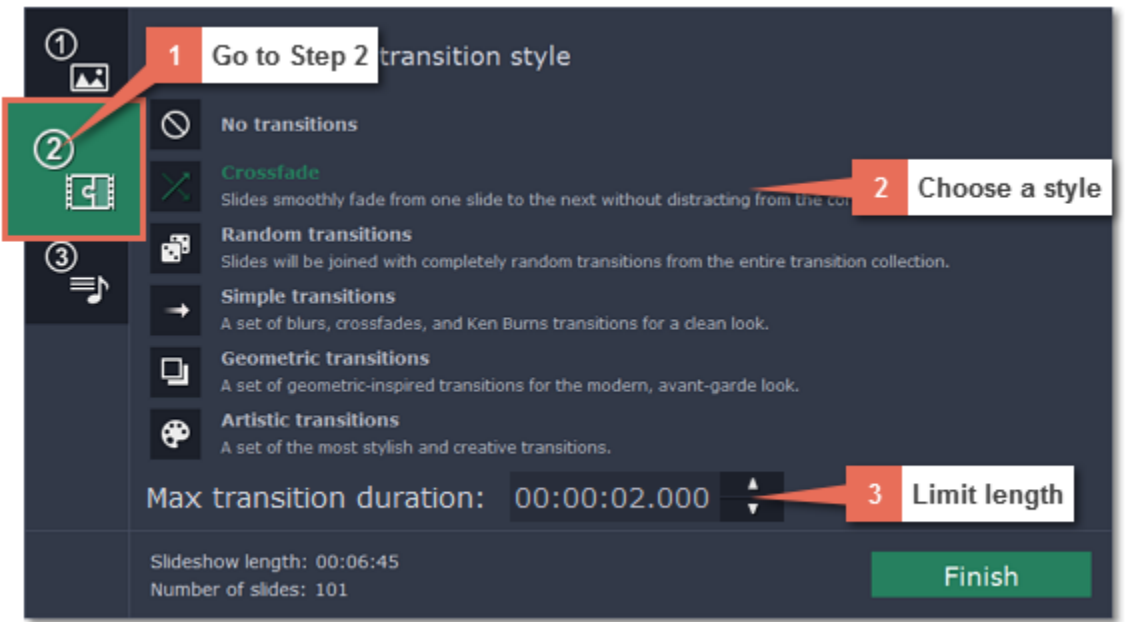 ①
1 Go to Step 2 transition style
No transitions
②
Crossfade
Slides smoothly fade from one slide to the next without distracting from the
2 Choose a style
Random transitions
③
Slides will be joined with completely random transitions from the entire transition collection.
Simple transitions
A set of blurs, crossfades, and Ken Burns transitions for a clean look.
Geometric transitions
A set of geometric-inspired transitions for the modern, avant-garde look.
Artistic transitions
A set of the most stylish and creative transitions.
Max transition duration: 00:00:02.000
3 Limit length
Slideshow length: 00:06:45
Number of slides: 101
Finish